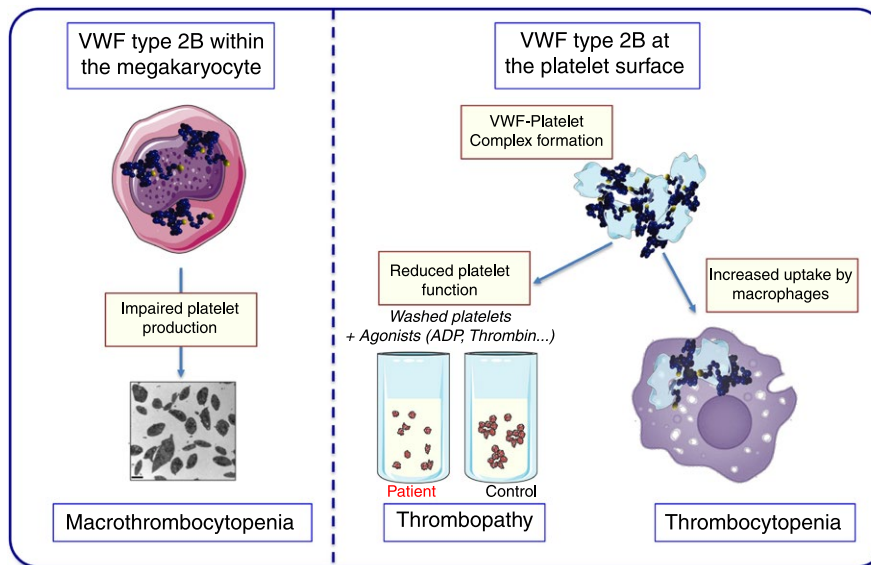 VWF type 2B within
the megakaryocyte
Impaired platelet
production
Macrothrombocytopenia
VWF type 2B at
the platelet surface
VWF-Platelet
Complex formation
Reduced platelet
function
Washed platelets
+ Agonists (ADP, Thrombin...)
Patient
Control
Thrombopathy
Increased uptake by
macrophages
Thrombocytopenia